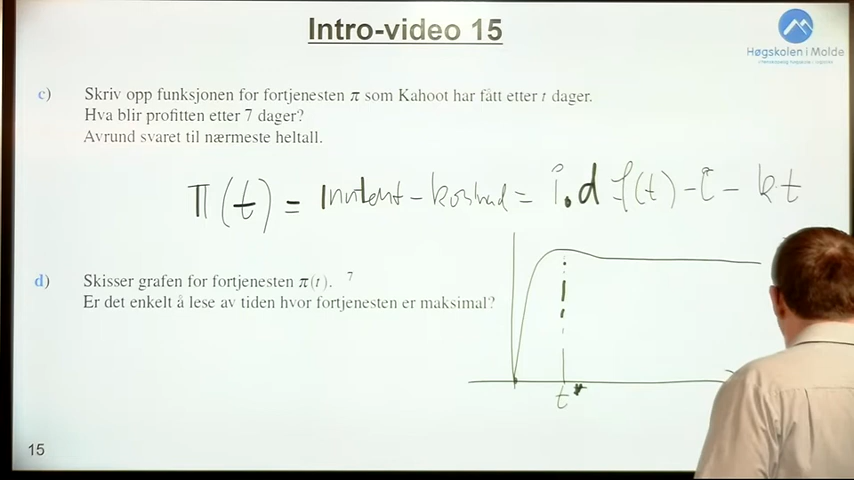 Intro-video 15
Høgskolen i Molde
c) Skriv opp funksjonen for fortjenesten π som Kahoot har fått etter t dager.
Hva blir profitten etter 7 dager?
Avrund svaret til nærmeste heltall.
π(t) = inntekt - kostnad = i.d f(t) - i - k t
d) Skisser grafen for fortjenesten π(t). 7
Er det enkelt å lese av tiden hvor fortjenesten er maksimal?
t*
15